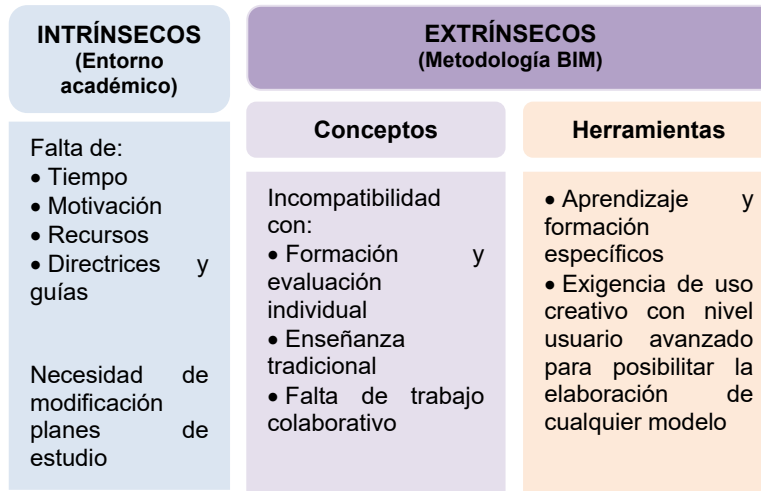 INTRÍNSECOS
(Entorno
académico)
Falta de:
• Tiempo
• Motivación
• Recursos
• Directrices y
guías
Necesidad de
modificación
planes de
estudio
EXTRÍNSECOS
(Metodología BIM)
Conceptos
Incompatibilidad
con:
• Formación y
evaluación
individual
• Enseñanza
tradicional
• Falta de trabajo
colaborativo
Herramientas
• Aprendizaje y
formación
específicos
• Exigencia de uso
creativo con nivel
usuario avanzado
para posibilitar la
elaboración de
cualquier modelo